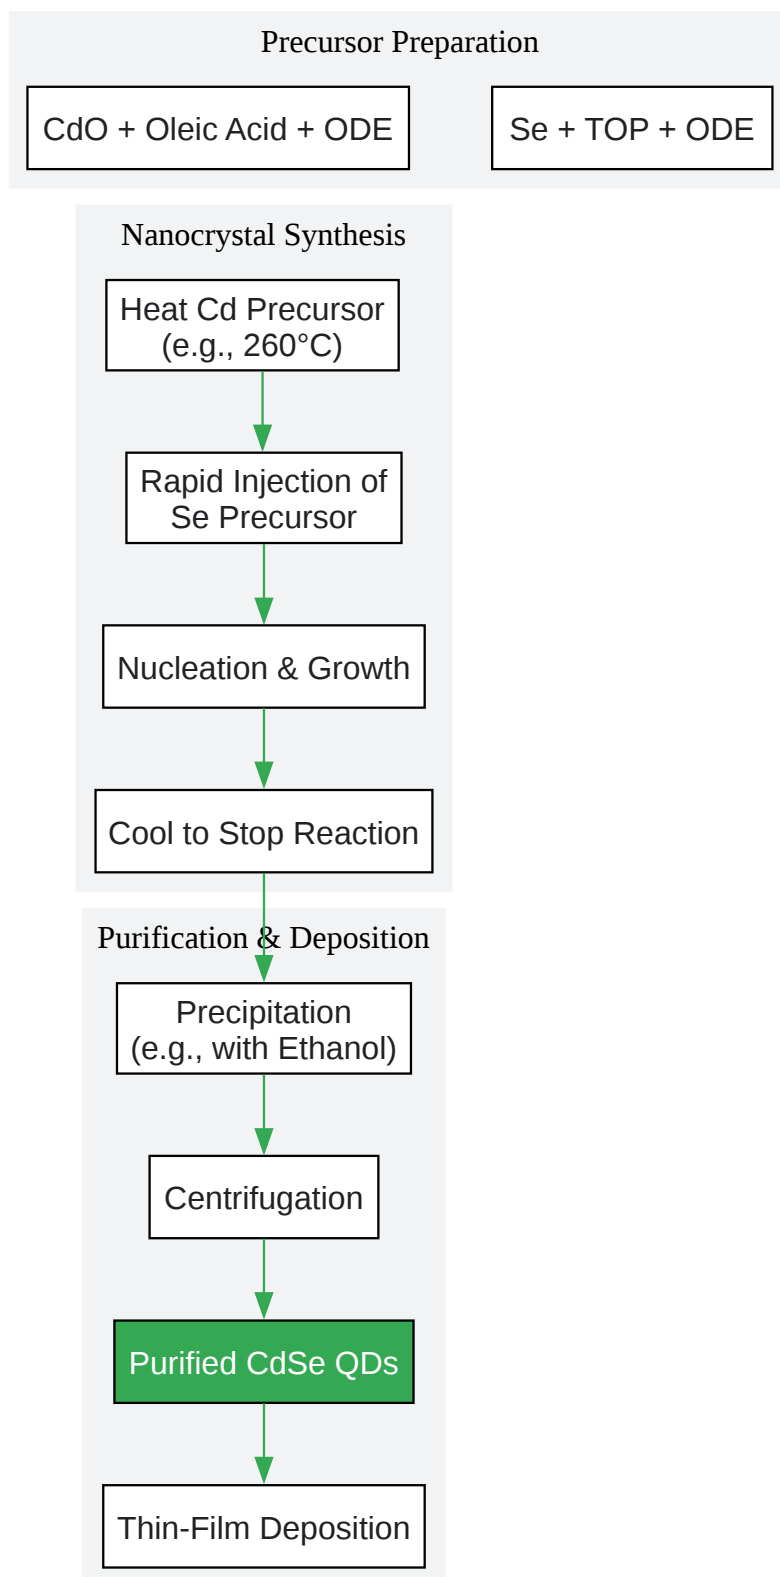 Precursor Preparation
CdO + Oleic Acid + ODE
Se + TOP + ODE
Nanocrystal Synthesis
Heat Cd Precursor
(e.g., 260°C)
Rapid Injection of
Se Precursor
Nucleation & Growth
Cool to Stop Reaction
Purification & Deposition
Precipitation
(e.g., with Ethanol)
Centrifugation
Purified CdSe QDs
Thin-Film Deposition